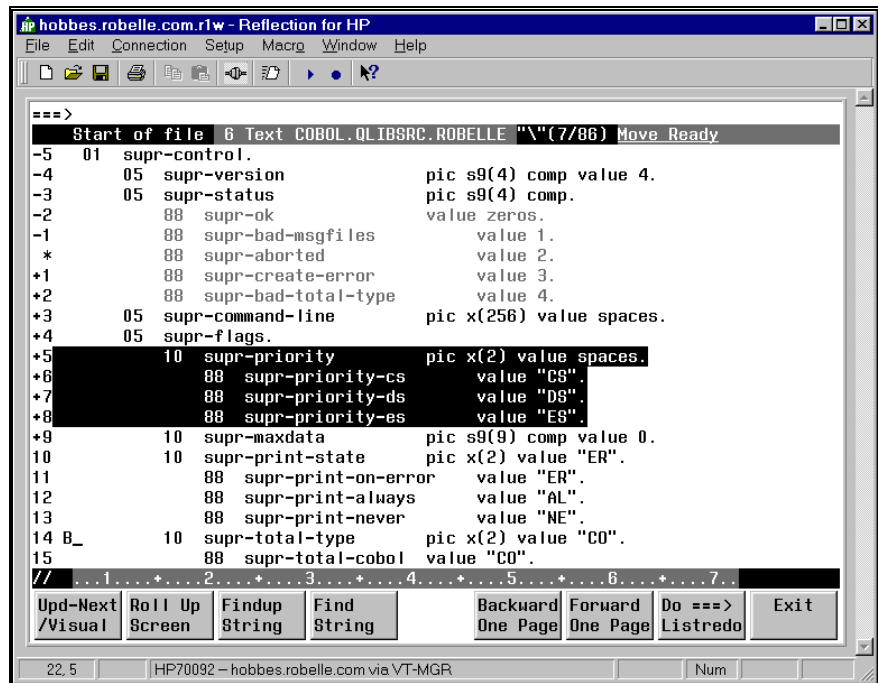 hobbes.robelle.com.r1w - Reflection for HP
File Edit Connection Setup Macro Window Help
===>
Start of file 6 Text COBOL.QLIBSRC.ROBELLE "\"(7/86) Move Ready
-5 01 supr-control.
-4 05 supr-version pic s9(4) comp value 4.
-3 05 supr-status pic s9(4) comp.
-2 88 supr-ok value zeros.
-1 88 supr-bad-msgfiles value 1.
* 88 supr-aborted value 2.
+1 88 supr-create-error value 3.
+2 88 supr-bad-total-type value 4.
+3 05 supr-command-line pic x(256) value spaces.
+4 05 supr-flags.
+5 10 supr-priority pic x(2) value spaces.
+6 88 supr-priority-cs value "CS".
+7 88 supr-priority-ds value "DS".
+8 88 supr-priority-es value "ES".
+9 10 supr-maxdata pic s9(9) comp value 0.
10 10 supr-print-state pic x(2) value "ER".
11 88 supr-print-on-error value "ER".
12 88 supr-print-always value "AL".
13 88 supr-print-never value "NE".
14 B_ 10 supr-total-type pic x(2) value "CO".
15 88 supr-total-cobol value "CO".
// ...1....+....2....+....3....+....4....+....5....+....6....+....7..
Upd-Next Roll Up Findup Find Backward Forward Do ===> Exit
/Visual Screen String String One Page One Page Listredo
22, 5 HP70092 – hobbes.robelle.com via VT-MGR Num